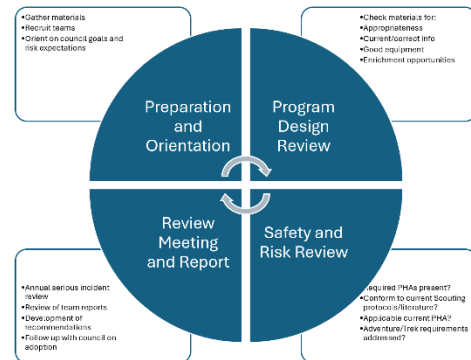 •Gather materials
•Recruit teams
•Orient on council goals and
risk expectations
•Check materials for:
•Appropriateness
•Current/correct info
•Good equipment
•Enrichment opportunities
Preparation
and
Orientation
Program
Design
Review
Review
Meeting
and Report
Safety and
Risk Review
•Annual serious incident
review
•Review of team reports
•Development of
recommendations
•Follow up with council on
adoption
PHAs present?
•Conform to current Scouting
protocols/literature?
•Applicable current PHA?
•Adventure/Trek requirements
addressed?